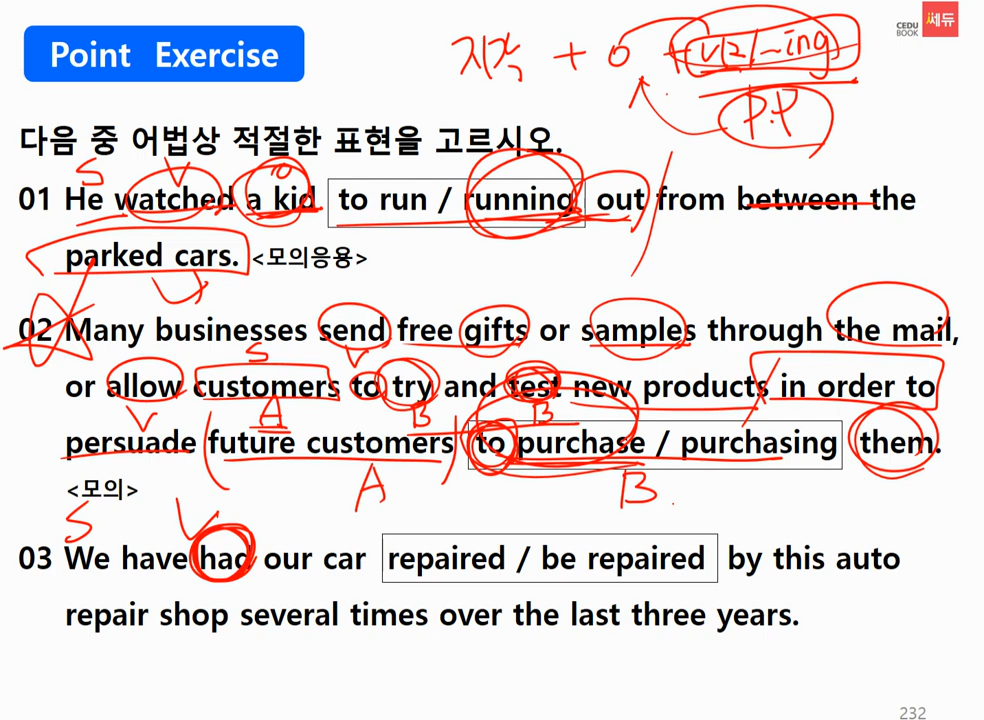 Point Exercise
지각 + o + v원/~ing
p.p
CEDU BOOK 쎄듀
다음 중 어법상 적절한 표현을 고르시오.
S V O
01 He watched a kid to run / running out from between the
parked cars. <모의응용>
02 Many businesses send free gifts or samples through the mail,
S V
or allow customers to try and test new products in order to
V A B B
persuade future customers to purchase / purchasing them.
A B
<모의>
S V
03 We have had our car repaired / be repaired by this auto
repair shop several times over the last three years.
232